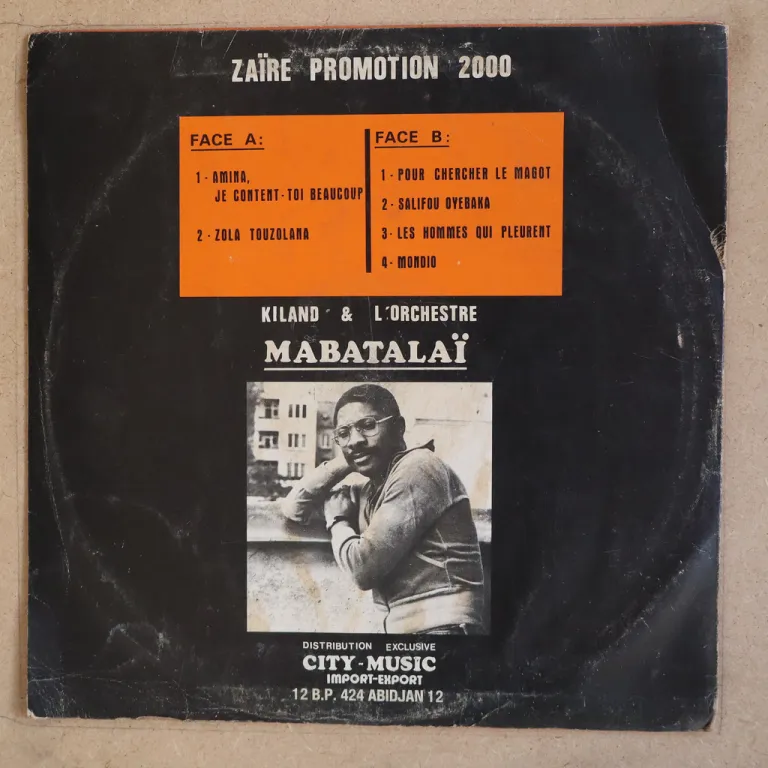 ZAÏRE PROMOTION 2000
FACE A:
1 - AMINA,
JE CONTENT-TOI BEAUCOUP
2 - ZOLA TOUZOLANA
FACE B:
1 - POUR CHERCHER LE MAGOT
2 - SALIFOU OYEBAKA
3 - LES HOMMES QUI PLEURENT
4 - MONDIO
KILAND & L'ORCHESTRE
MABATALAÏ
DISTRIBUTION EXCLUSIVE
CITY-MUSIC
IMPORT-EXPORT
12 B.P. 424 ABIDJAN 12